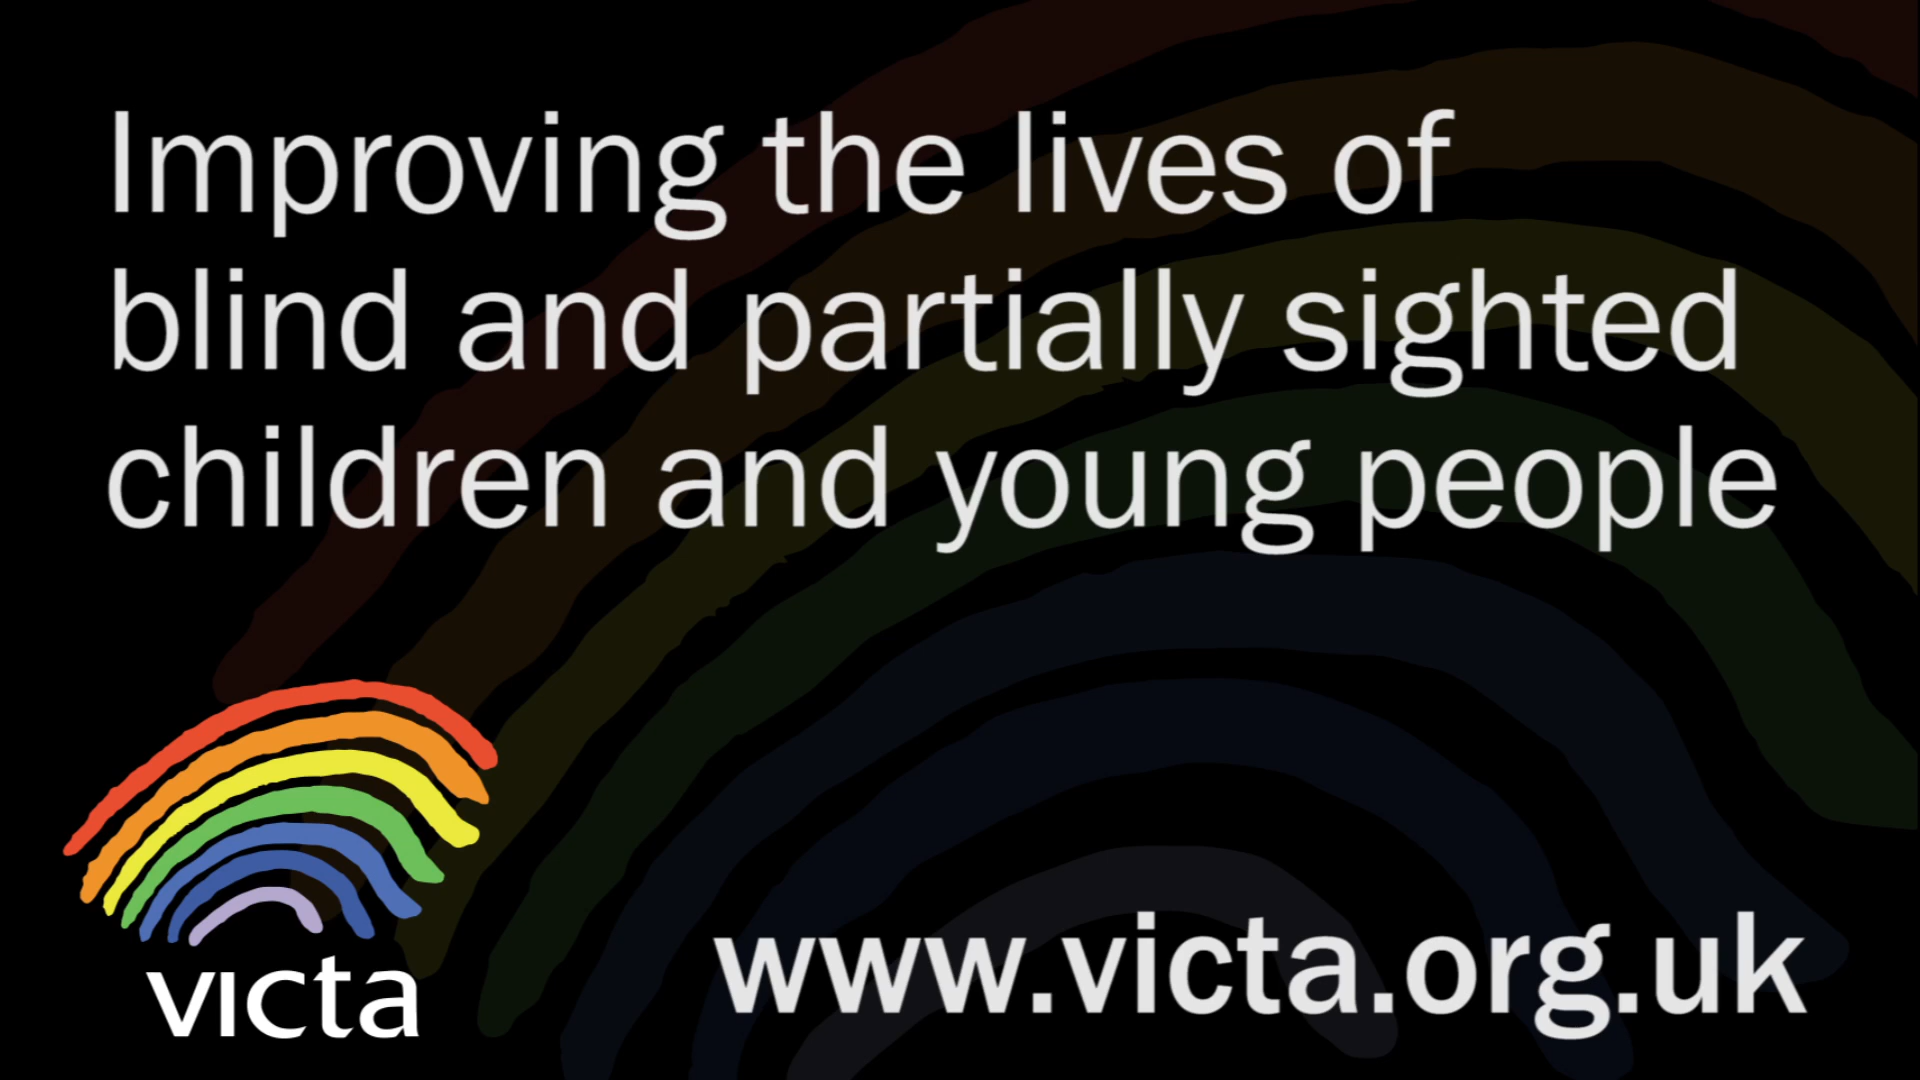 Improving the lives of
blind and partially sighted
children and young people
victa
www.victa.org.uk